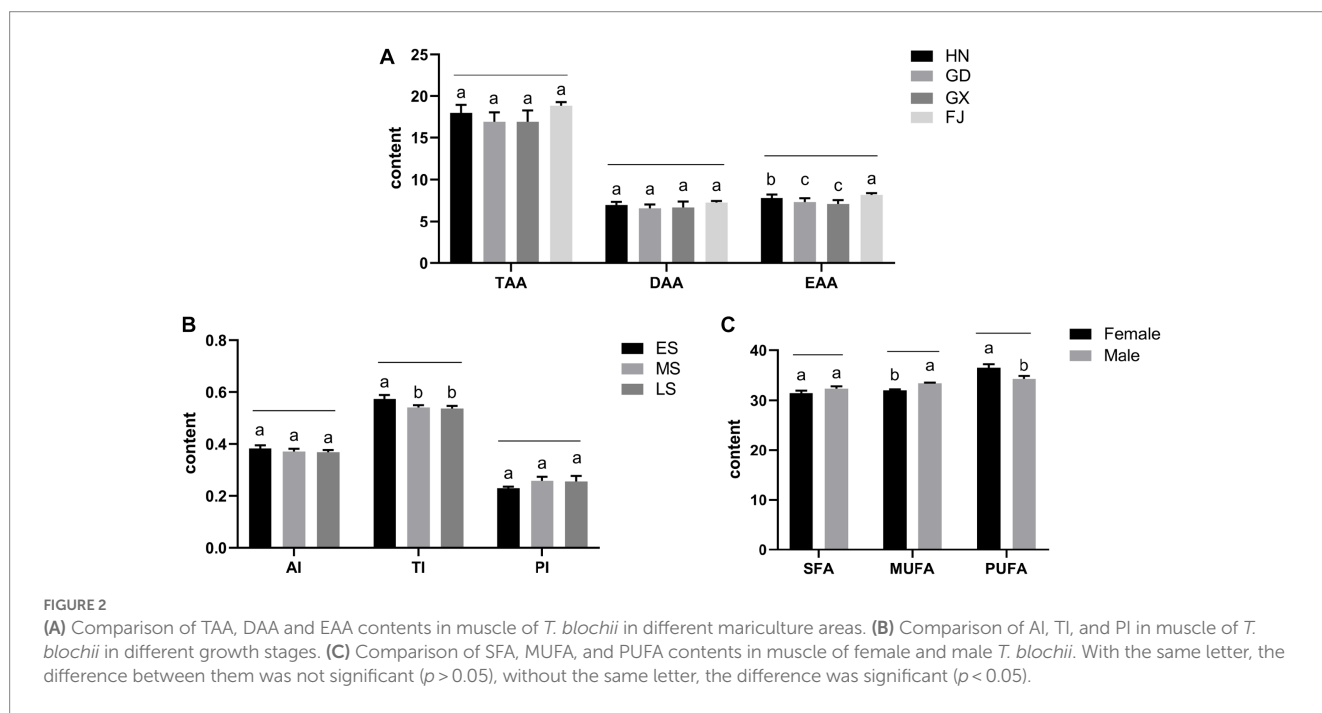 A
25
20
15
10
5
0
content
a a a a
a a a a
b c c a
TAA DAA EAA
HN
GD
GX
FJ
B
0.8
0.6
0.4
0.2
0.0
content
a a a
a b b
a a a
AI TI PI
ES
MS
LS
C
40
30
20
10
0
content
a a
b a
a b
SFA MUFA PUFA
Female
Male
FIGURE 2
(A) Comparison of TAA, DAA and EAA contents in muscle of T. blochii in different mariculture areas. (B) Comparison of AI, TI, and PI in muscle of T.
blochii in different growth stages. (C) Comparison of SFA, MUFA, and PUFA contents in muscle of female and male T. blochii. With the same letter, the
difference between them was not significant (p > 0.05), without the same letter, the difference was significant (p < 0.05).